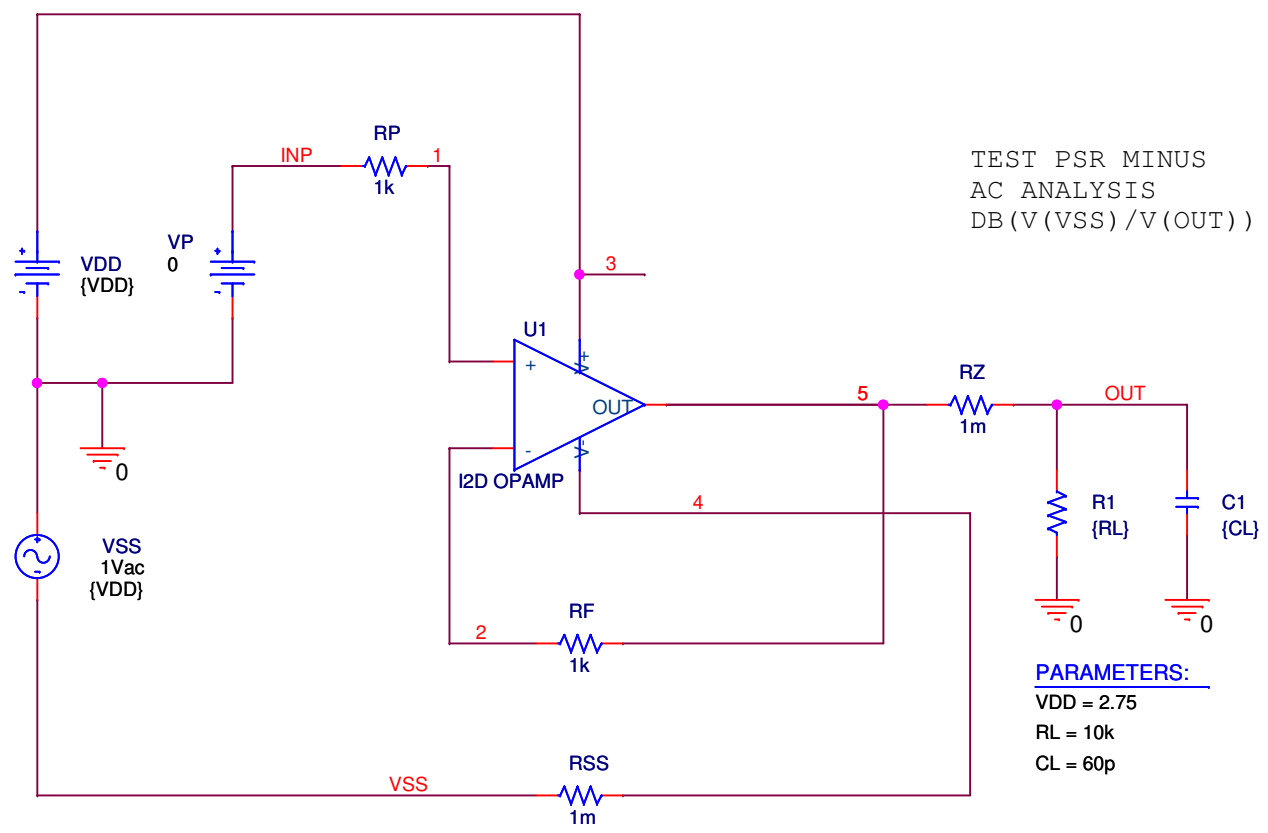 RP
INP
1
1k
TEST PSR MINUS
AC ANALYSIS
DB(V(VSS)/V(OUT))
+
-
VDD
{VDD}
VP
0
+
-
3
U1
+
-
V+
V-
OUT
I2D OPAMP
5
RZ
1m
OUT
0
4
R1
{RL}
C1
{CL}
+
-
VSS
1Vac
{VDD}
2
RF
1k
0
0
PARAMETERS:
VDD = 2.75
RL = 10k
CL = 60p
VSS
RSS
1m